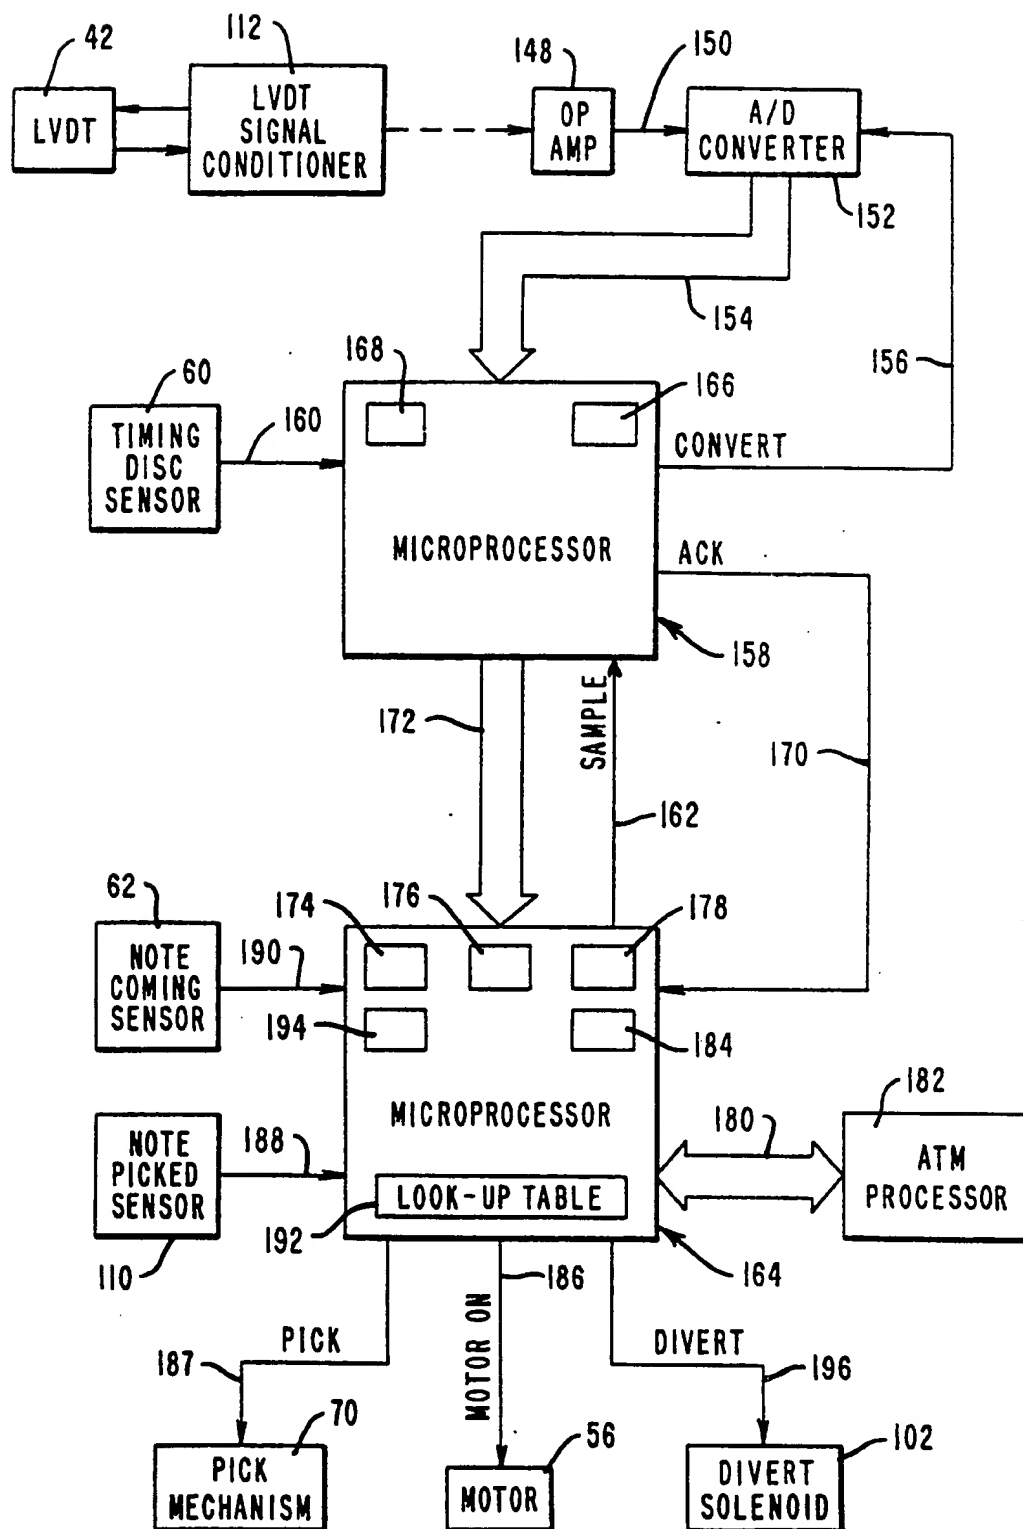 42
112
148
150
LVDT
LVDT
SIGNAL
CONDITIONER
OP
AMP
A/D
CONVERTER
152
154
156
168
166
60
160
TIMING
DISC
SENSOR
CONVERT
MICROPROCESSOR
ACK
158
172
SAMPLE
170
162
62
174
176
178
NOTE
COMING
SENSOR
190
194
184
182
MICROPROCESSOR
180
ATM
PROCESSOR
NOTE
PICKED
SENSOR
188
LOOK-UP TABLE
192
110
186
164
PICK
MOTOR ON
DIVERT
187
196
70
56
102
PICK
MECHANISM
MOTOR
DIVERT
SOLENOID